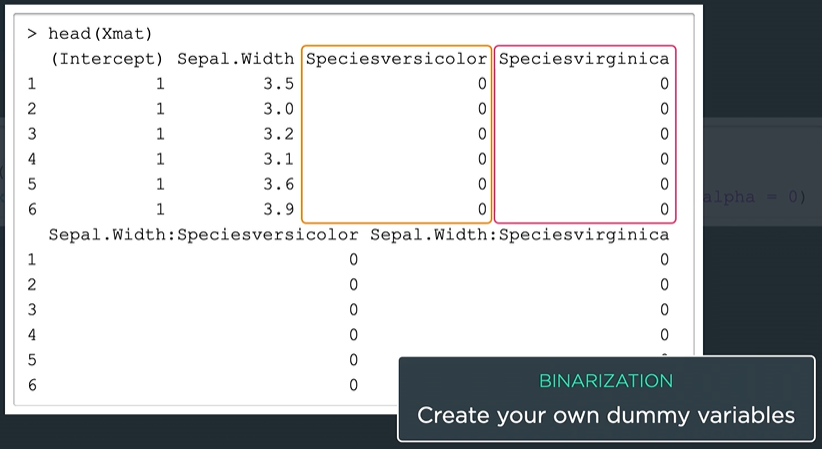 > head(Xmat)
(Intercept) Sepal.Width Speciesversicolor Speciesvirginica
1 1 3.5 0 0
2 1 3.0 0 0
3 1 3.2 0 0
4 1 3.1 0 0
5 1 3.6 0 0
6 1 3.9 0 0
Sepal.Width:Speciesversicolor Sepal.Width:Speciesvirginica
1 0 0
2 0 0
3 0 0
4 0 0
5 0
6 0
alpha = 0)
BINARIZATION
Create your own dummy variables